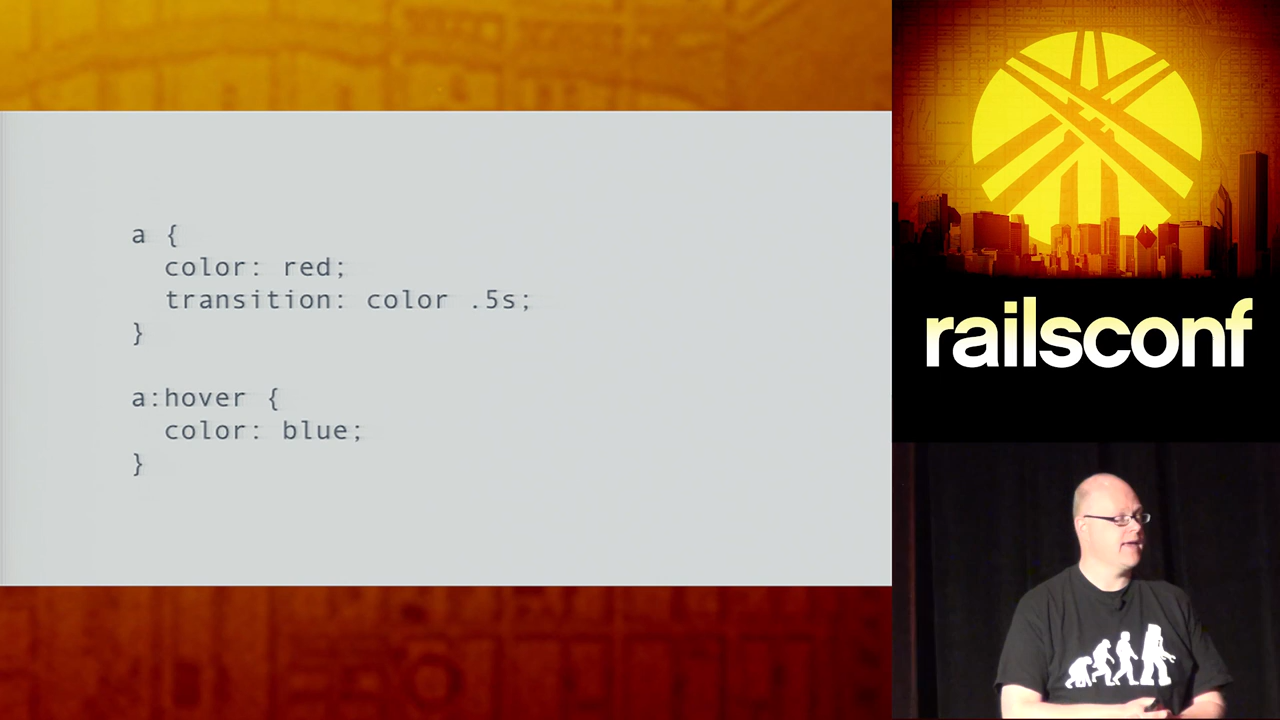 a {
  color: red;
  transition: color .5s;
}

a:hover {
  color: blue;
}
railsconf